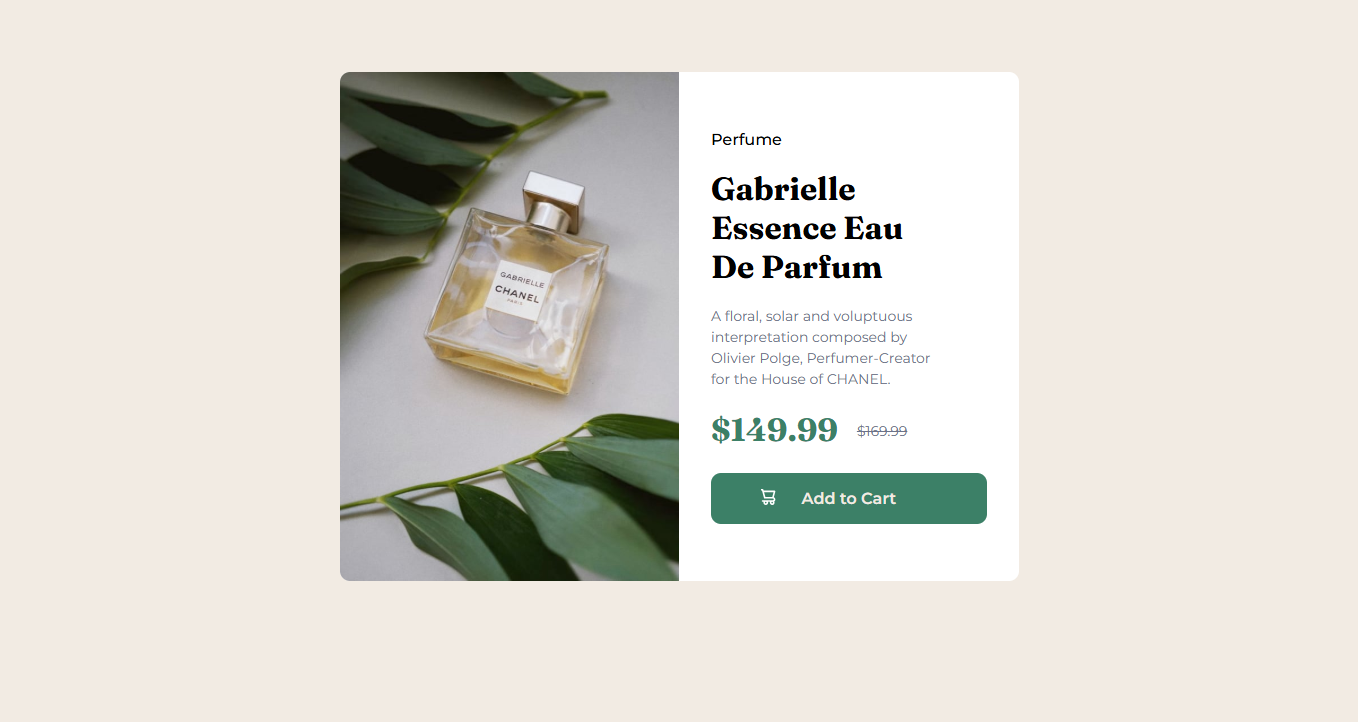 GABRIELLE
CHANEL
PARIS
Perfume
Gabrielle
Essence Eau
De Parfum
A floral, solar and voluptuous
interpretation composed by
Olivier Polge, Perfumer-Creator
for the House of CHANEL.
$149.99 $169.99
Add to Cart